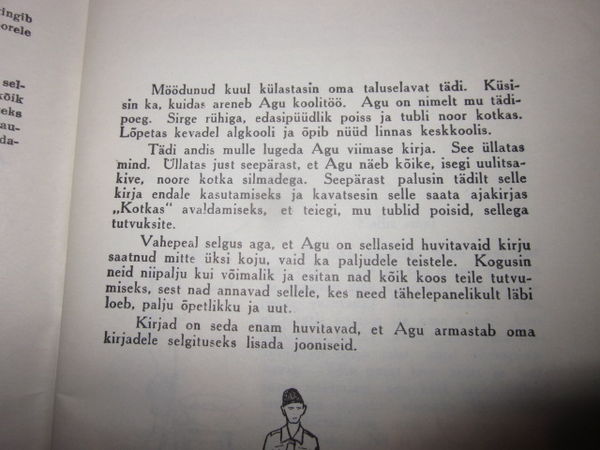 ingib
orele
sel-
kõik
eks
au-
da-
Möödunud kuul külastasin oma taluselavat tädi. Küsi-
sin ka, kuidas areneb Agu koolitöö. Agu on nimelt mu tädi-
poeg. Sirge rühiga, edasipüüdlik poiss ja tubli noor kotkas.
Lõpetas kevadel algkooli ja õpib nüüd linnas keskkoolis.
Tädi andis mulle lugeda Agu viimase kirja. See üllatas
mind. Üllatas just seepärast, et Agu näeb kõike, isegi uulitsa-
kive, noore kotka silmadega. Seepärast palusin tädilt selle
kirja endale kasutamiseks ja kavatsesin selle saata ajakirjas
„Kotkas" avaldamiseks, et teiegi, mu tublid poisid, sellega
tutvuksite.
Vahepeal selgus aga, et Agu on sellaseid huvitavaid kirju
saatnud mitte üksi koju, vaid ka paljudele teistele. Kogusin
neid niipalju kui võimalik ja esitan nad kõik koos teile tutvu-
miseks, sest nad annavad sellele, kes need tähelepanelikult läbi
loeb, palju õpetlikku ja uut.
Kirjad on seda enam huvitavad, et Agu armastab oma
kirjadele selgituseks lisada jooniseid.